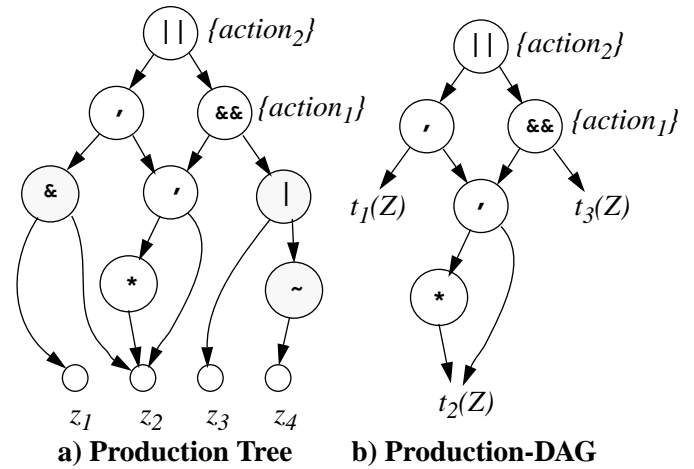 || {action₂} || {action₂}
, && {action₁} , && {action₁}
& , | t₁(Z) , t₃(Z)
* ~ *
t₂(Z)
z₁ z₂ z₃ z₄
a) Production Tree b) Production-DAG